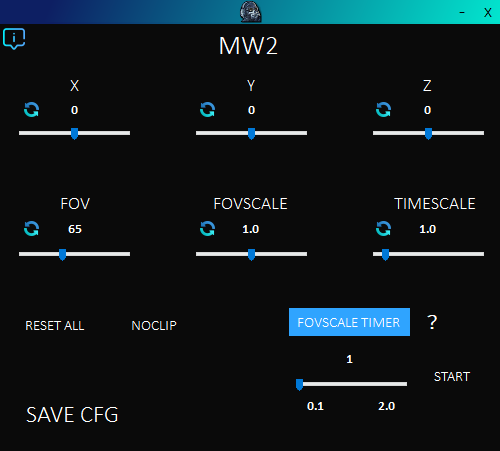 - X
MW2
X Y Z
0 0 0
FOV FOVSCALE TIMESCALE
65 1.0 1.0
RESET ALL NOCLIP FOVSCALE TIMER ?
1
START
0.1 2.0
SAVE CFG